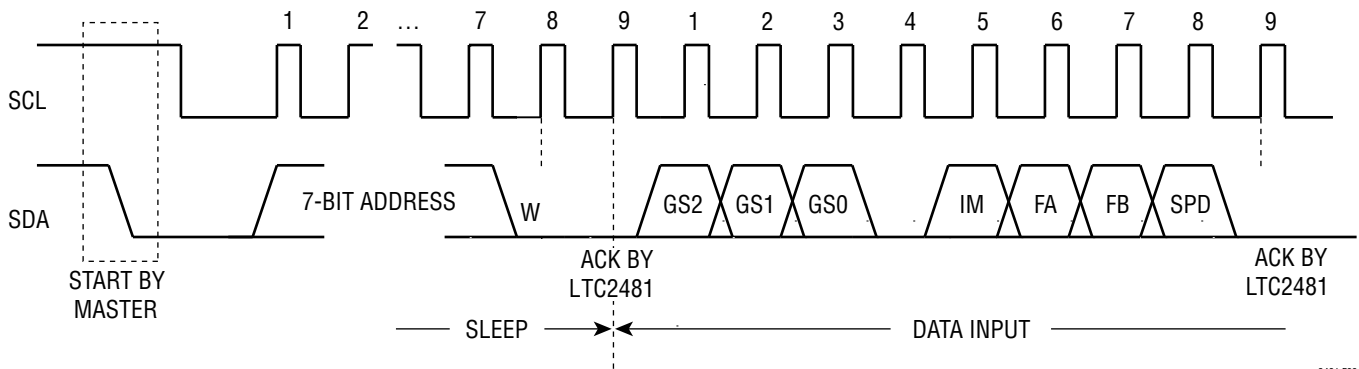 1 2 ... 7 8 9 1 2 3 4 5 6 7 8 9
SCL
SDA
7-BIT ADDRESS
W
GS2 GS1 GS0 IM FA FB SPD
START BY
MASTER
ACK BY
LTC2481
ACK BY
LTC2481
SLEEP
DATA INPUT